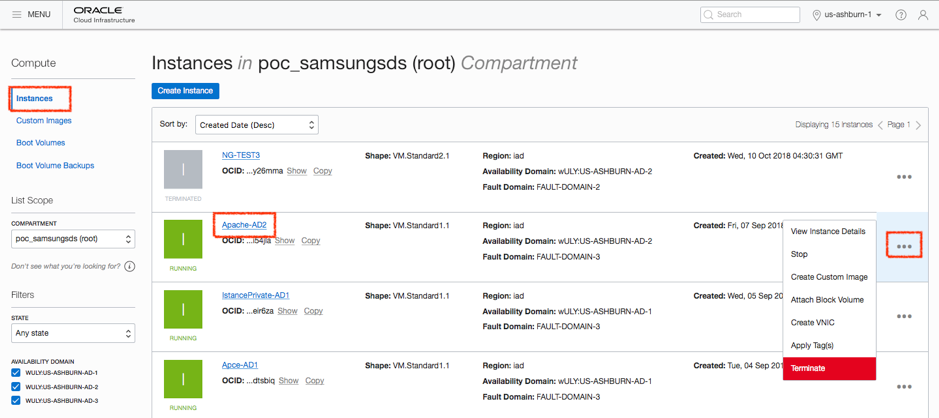 MENU
ORACLE
Cloud Infrastructure
Search
us-ashburn-1
Compute
Instances
Custom Images
Boot Volumes
Boot Volume Backups
List Scope
COMPARTMENT
poc_samsungsds (root)
Don't see what you're looking for?
Filters
STATE
Any state
AVAILABILITY DOMAIN
WULY:US-ASHBURN-AD-1
WULY:US-ASHBURN-AD-2
WULY:US-ASHBURN-AD-3
Instances in poc_samsungsds (root) Compartment
Create Instance
Sort by: Created Date (Desc)
Displaying 15 Instances < Page 1 >
I
TERMINATED
NG-TEST3
OCID: ...y26mma Show Copy
Shape: VM.Standard2.1
Region: iad
Availability Domain: wULY:US-ASHBURN-AD-2
Fault Domain: FAULT-DOMAIN-2
Created: Wed, 10 Oct 2018 04:30:31 GMT
I
RUNNING
Apache-AD2
OCID: ...i54jla Show Copy
Shape: VM.Standard1.1
Region: iad
Availability Domain: wULY:US-ASHBURN-AD-2
Fault Domain: FAULT-DOMAIN-3
Created: Fri, 07 Sep 2018
View Instance Details
Stop
Create Custom Image
Attach Block Volume
Create VNIC
Apply Tag(s)
Terminate
I
RUNNING
IstancePrivate-AD1
OCID: ...eir6za Show Copy
Shape: VM.Standard1.1
Region: iad
Availability Domain: wULY:US-ASHBURN-AD-1
Fault Domain: FAULT-DOMAIN-3
Created: Wed, 05 Sep 20
I
RUNNING
Apce-AD1
OCID: ...dtsbiq Show Copy
Shape: VM.Standard1.1
Region: iad
Availability Domain: wULY:US-ASHBURN-AD-1
Fault Domain: FAULT-DOMAIN-3
Created: Tue, 04 Sep 201